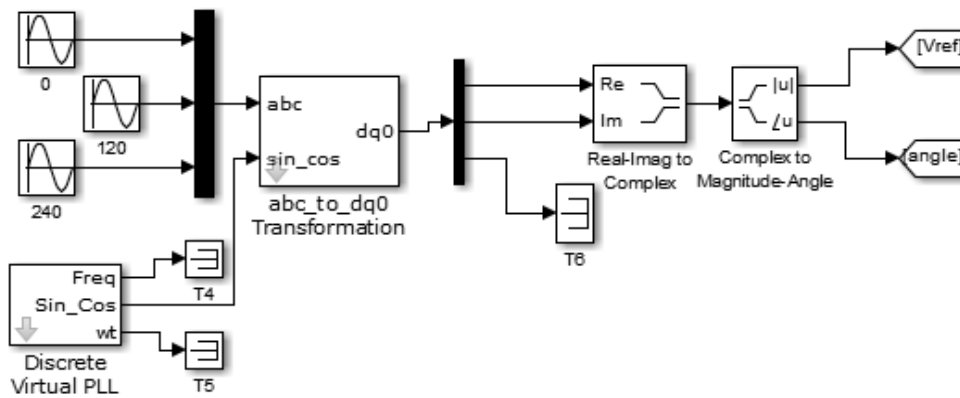 0
120
240
abc
sin_cos
dq0
abc_to_dq0
Transformation
Freq
Sin_Cos
wt
Discrete
Virtual PLL
T4
T5
Re
Im
Real-Imag to
Complex
T6
|u|
∠u
Complex to
Magnitude-Angle
[Vref]
[angle]